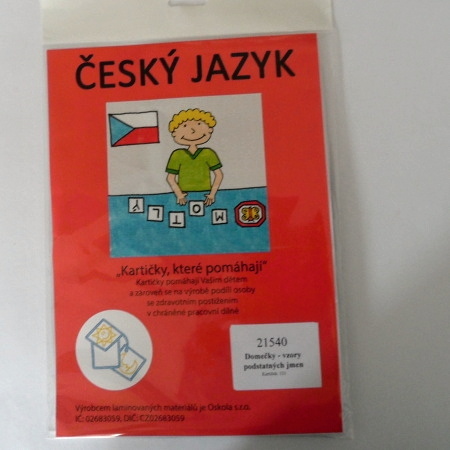 ČESKÝ JAZYK
M O T L Ý
„Kartičky, které pomáhají“
Kartičky pomáhají Vašim dětem
a zároveň se na výrobě podílí osoby
se zdravotním postižením
v chráněné pracovní dílně
21540
Domečky - vzory
podstatných jmen
Výrobcem laminovaných materiálů je Oskola s.r.o.
IČ: 02683059, DIČ: CZ02683059